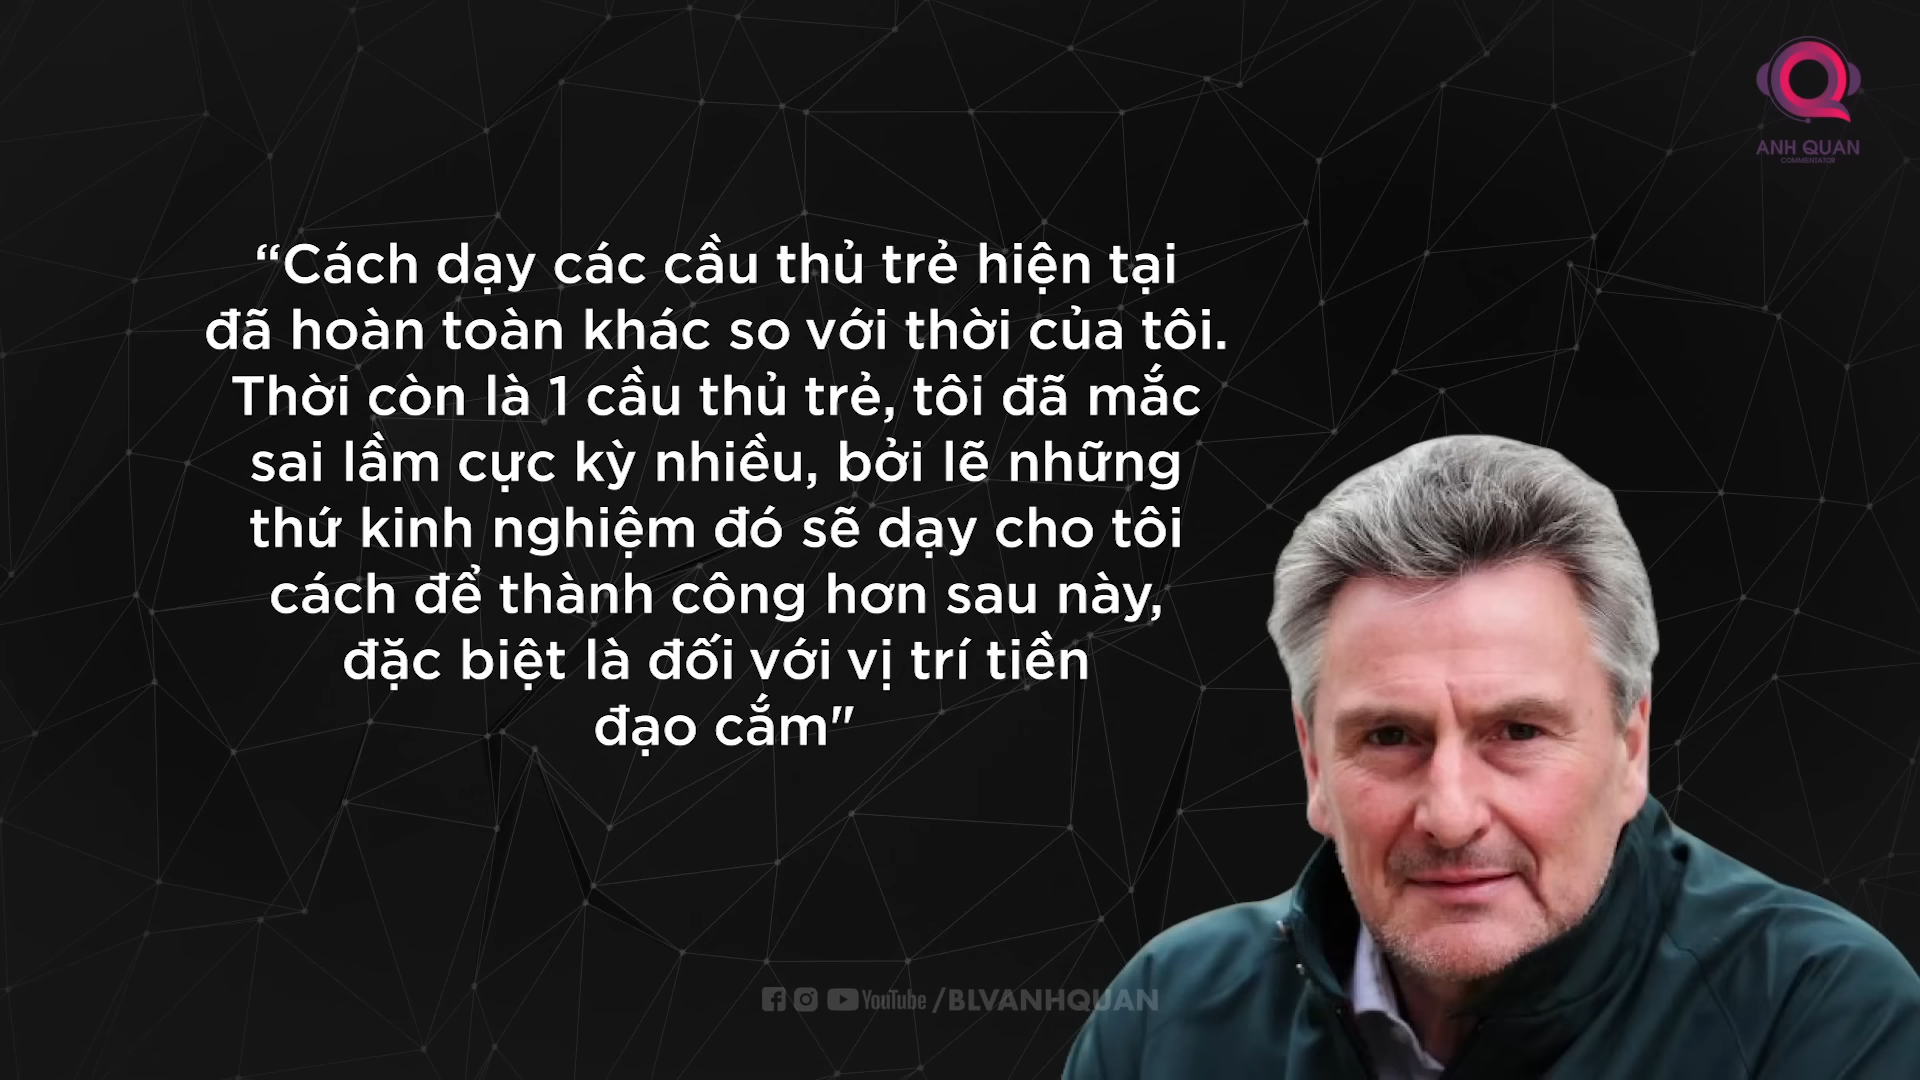 ANH QUAN
COMMENTATOR
“Cách dạy các cầu thủ trẻ hiện tại
đã hoàn toàn khác so với thời của tôi.
Thời còn là 1 cầu thủ trẻ, tôi đã mắc
sai lầm cực kỳ nhiều, bởi lẽ những
thứ kinh nghiệm đó sẽ dạy cho tôi
cách để thành công hơn sau này,
đặc biệt là đối với vị trí tiền
đạo cắm"
YouTube /BLVANHQUAN